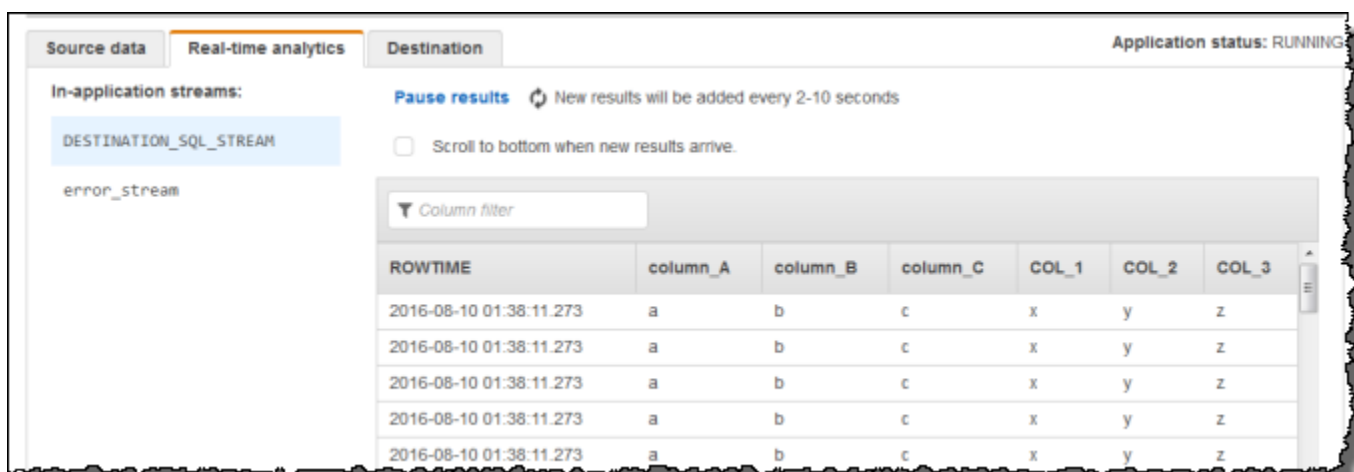 Source data Real-time analytics Destination Application status: RUNNING
In-application streams:
DESTINATION_SQL_STREAM
error_stream
Pause results New results will be added every 2-10 seconds
Scroll to bottom when new results arrive.
Column filter
ROWTIME column_A column_B column_C COL_1 COL_2 COL_3
2016-08-10 01:38:11.273 a b c x y z
2016-08-10 01:38:11.273 a b c x y z
2016-08-10 01:38:11.273 a b c x y z
2016-08-10 01:38:11.273 a b c x y z
2016-08-10 01:38:11.273 a b c x y z